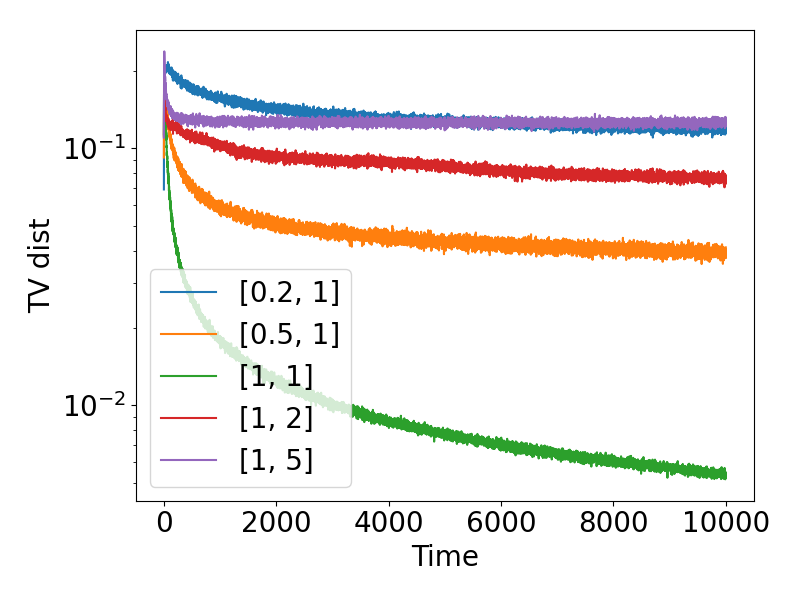 TV dist
10⁻¹
10⁻²
[0.2, 1]
[0.5, 1]
[1, 1]
[1, 2]
[1, 5]
0 2000 4000 6000 8000 10000
Time